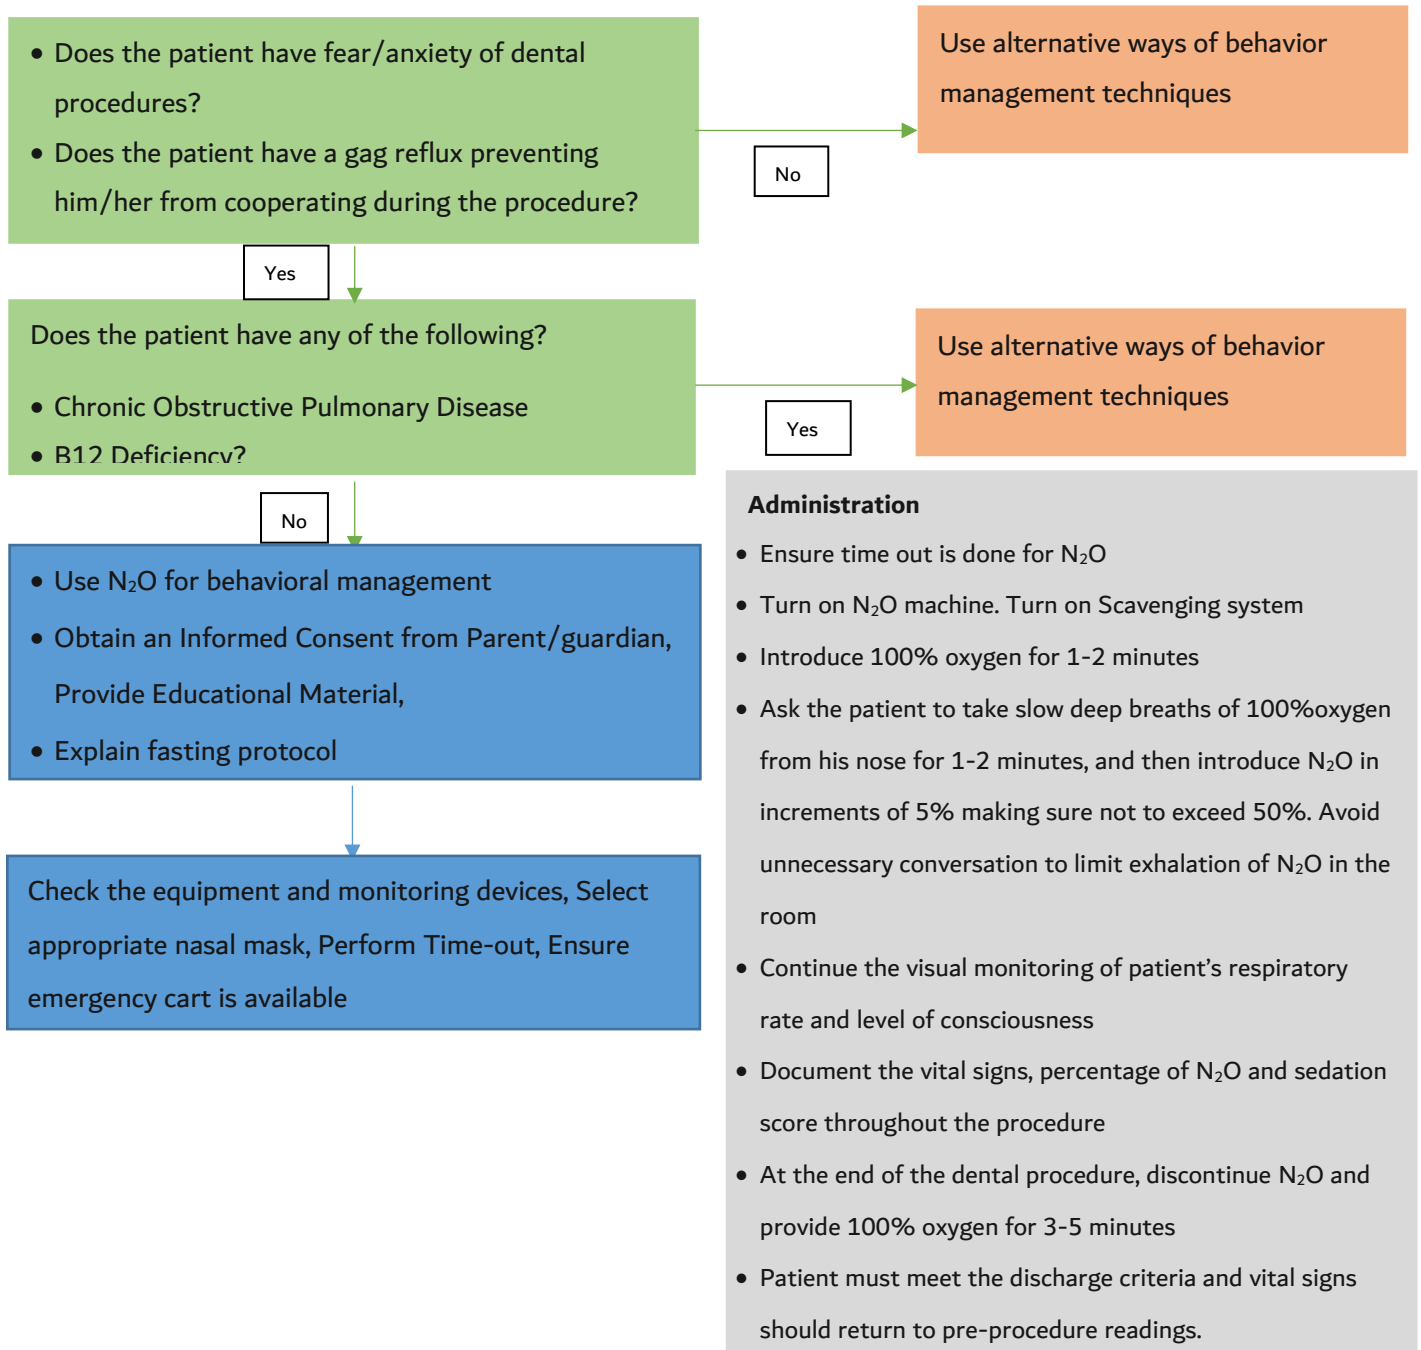 • Does the patient have fear/anxiety of dental
procedures?
• Does the patient have a gag reflux preventing
him/her from cooperating during the procedure?
No
Use alternative ways of behavior
management techniques
Yes
Does the patient have any of the following?
• Chronic Obstructive Pulmonary Disease
• B12 Deficiency?
Yes
Use alternative ways of behavior
management techniques
No
• Use N₂O for behavioral management
• Obtain an Informed Consent from Parent/guardian,
Provide Educational Material,
• Explain fasting protocol
Check the equipment and monitoring devices, Select
appropriate nasal mask, Perform Time-out, Ensure
emergency cart is available
Administration
• Ensure time out is done for N₂O
• Turn on N₂O machine. Turn on Scavenging system
• Introduce 100% oxygen for 1-2 minutes
• Ask the patient to take slow deep breaths of 100%oxygen
from his nose for 1-2 minutes, and then introduce N₂O in
increments of 5% making sure not to exceed 50%. Avoid
unnecessary conversation to limit exhalation of N₂O in the
room
• Continue the visual monitoring of patient’s respiratory
rate and level of consciousness
• Document the vital signs, percentage of N₂O and sedation
score throughout the procedure
• At the end of the dental procedure, discontinue N₂O and
provide 100% oxygen for 3-5 minutes
• Patient must meet the discharge criteria and vital signs
should return to pre-procedure readings.